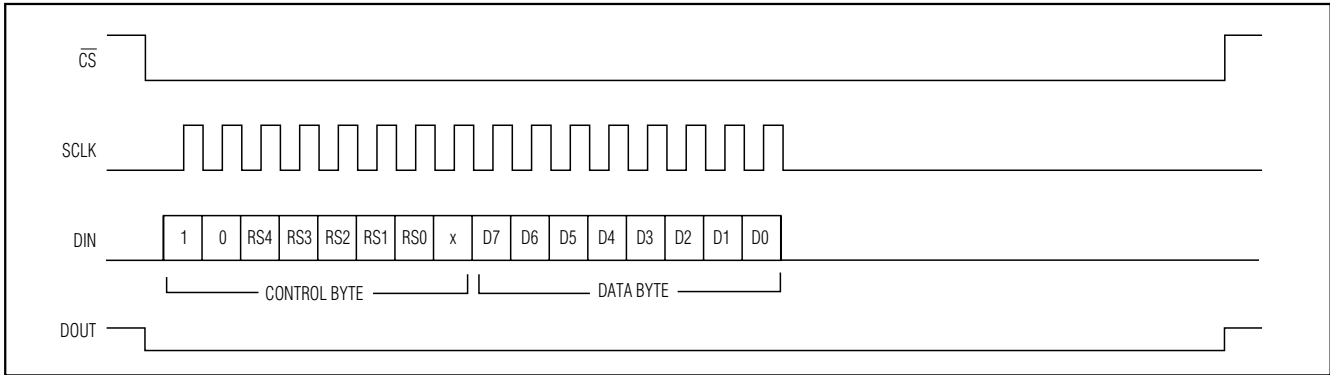 C̅S̅
SCLK
DIN 1 0 RS4 RS3 RS2 RS1 RS0 x D7 D6 D5 D4 D3 D2 D1 D0
CONTROL BYTE DATA BYTE
DOUT